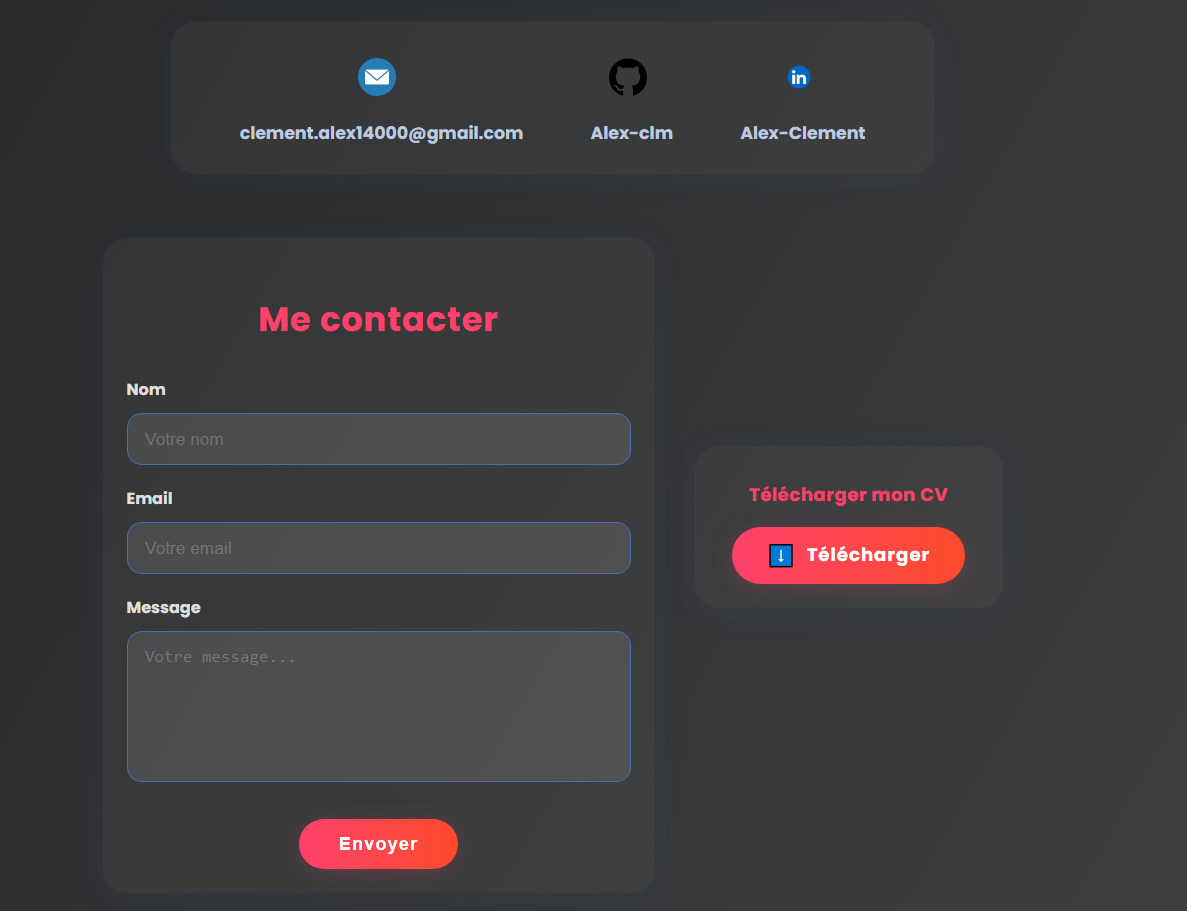 in
clement.alex14000@gmail.com
Alex-clm
Alex-Clement
Me contacter
Nom
Votre nom
Email
Votre email
Message
Votre message...
Envoyer
Télécharger mon CV
Télécharger